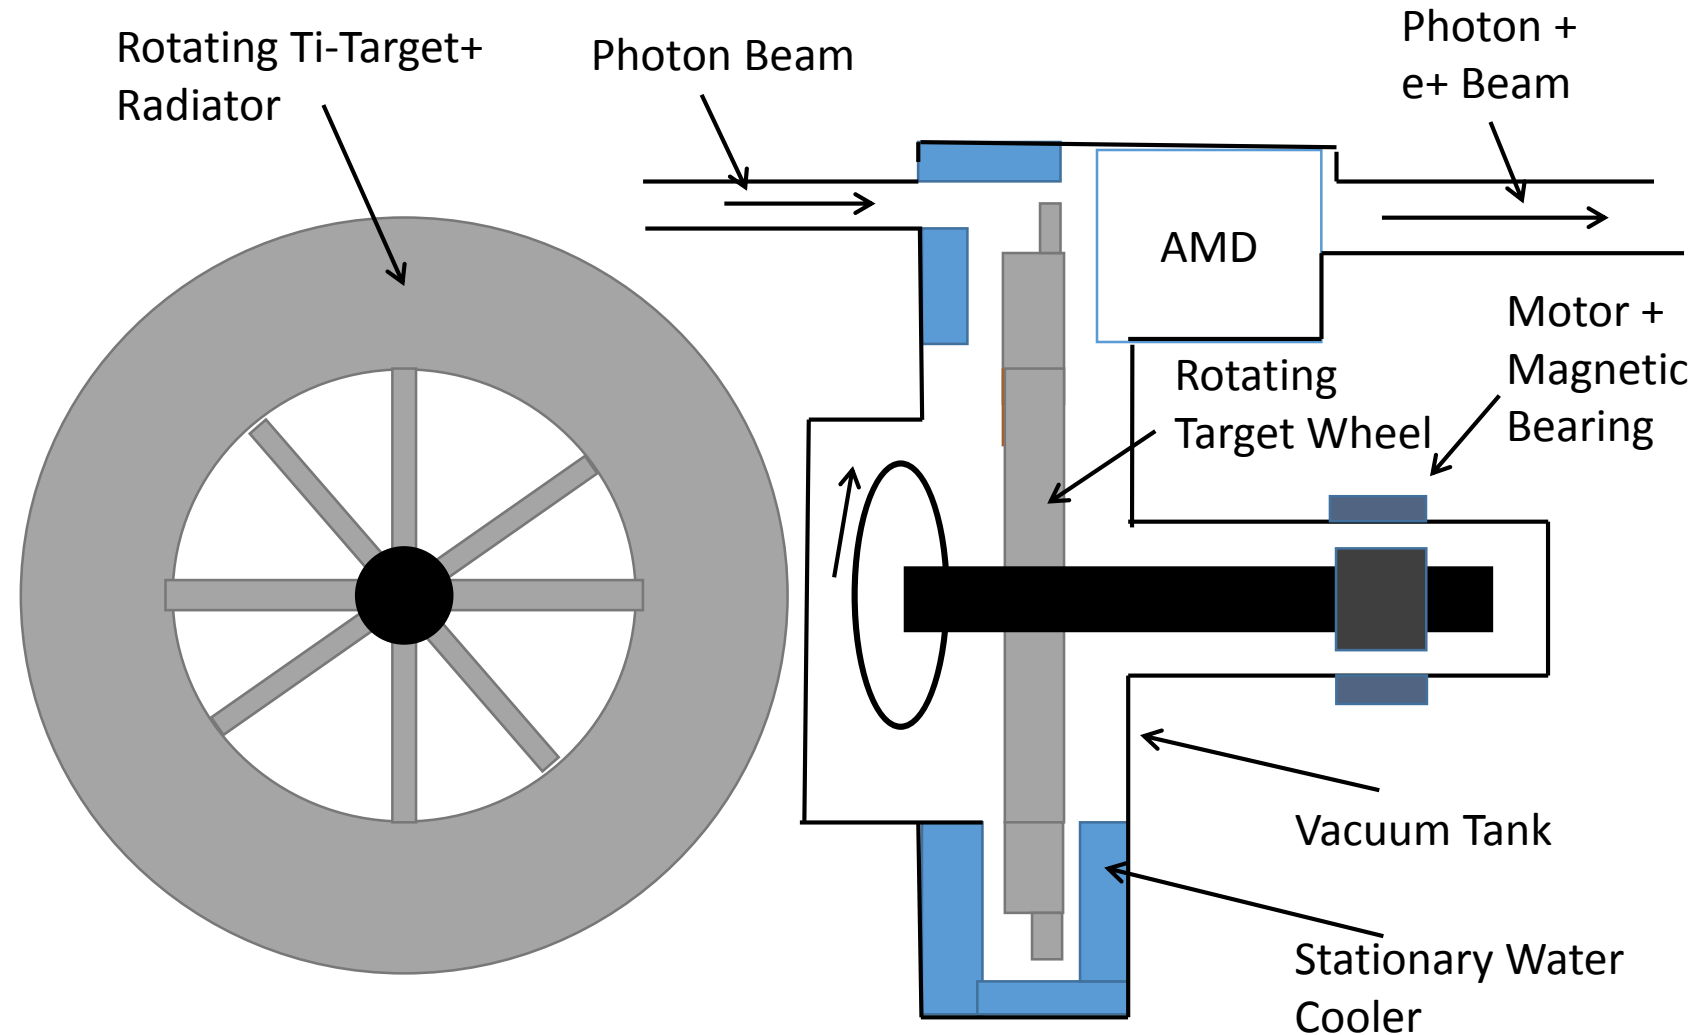 Rotating Ti-Target+
Radiator
Photon Beam
Photon +
e+ Beam
AMD
Motor +
Magnetic
Bearing
Rotating
Target Wheel
Vacuum Tank
Stationary Water
Cooler